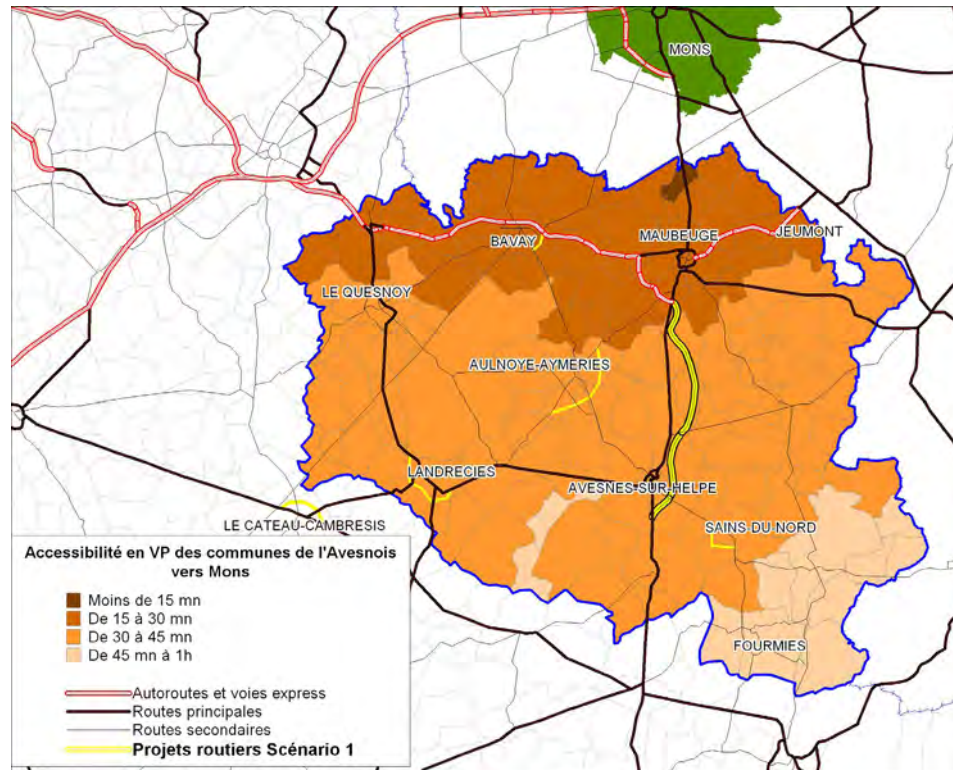 MONS
MAUBEUGE
JEUMONT
BAVAY
LE QUESNOY
AULNOYE-AYMERIES
LANDRECIES
AVESNES-SUR-HELPE
LE CATEAU-CAMBRESIS
SAINS-DU-NORD
FOURMIES
Accessibilité en VP des communes de l'Avesnois
vers Mons
Moins de 15 mn
De 15 à 30 mn
De 30 à 45 mn
De 45 mn à 1h
Autoroutes et voies express
Routes principales
Routes secondaires
Projets routiers Scénario 1